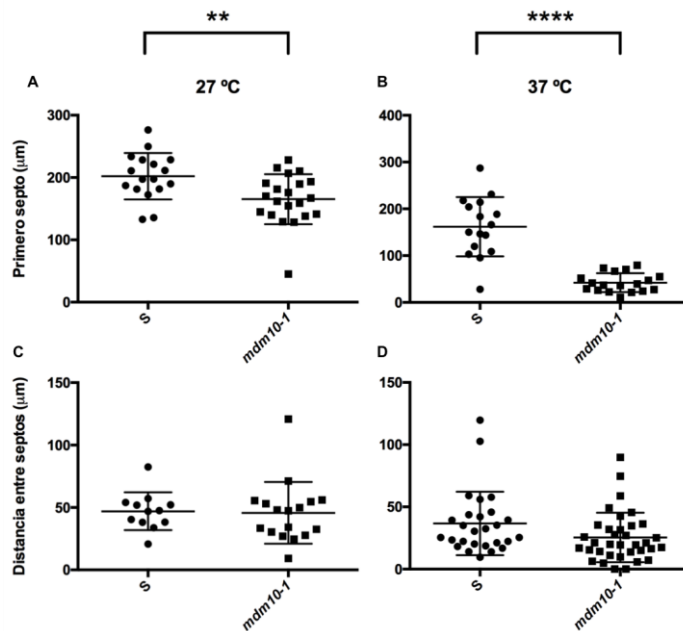 ** ****
A B
27 ºC 37 ºC
Primero septo (μm)
300
200
100
0
400
300
200
100
0
S mdm10-1 S mdm10-1
C D
Distancia entre septos (μm)
150
100
50
0
150
100
50
0
S mdm10-1 S mdm10-1